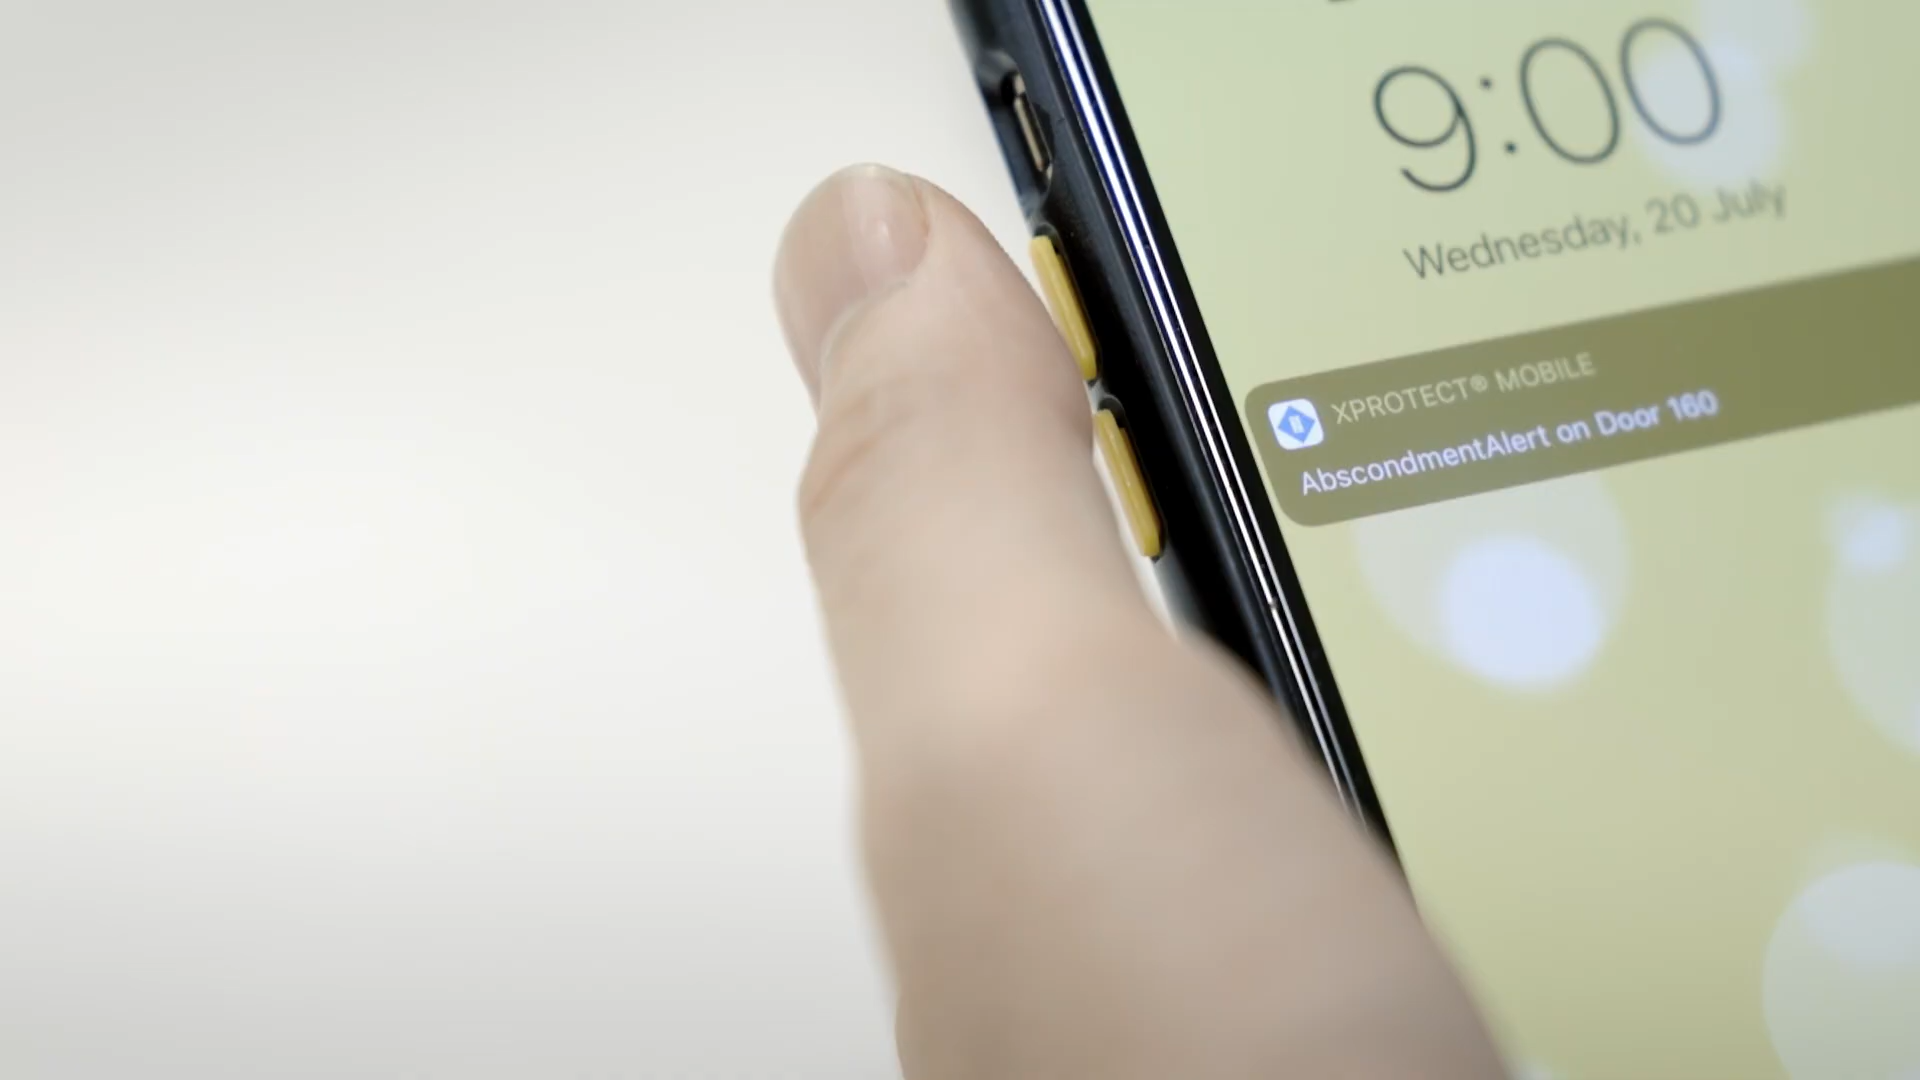 9:00
Wednesday, 20 July
XPROTECT® MOBILE
AbscondmentAlert on Door 160